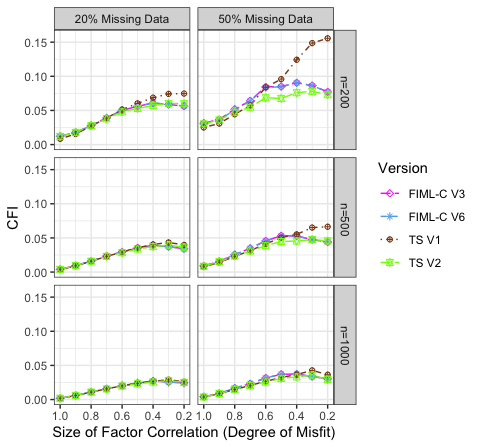 20% Missing Data
50% Missing Data
0.15
0.10
0.05
0.00
n=200
0.15
0.10
0.05
0.00
n=500
0.15
0.10
0.05
0.00
n=1000
1.0 0.8 0.6 0.4 0.2
1.0 0.8 0.6 0.4 0.2
CFI
Size of Factor Correlation (Degree of Misfit)
Version
FIML-C V3
FIML-C V6
TS V1
TS V2